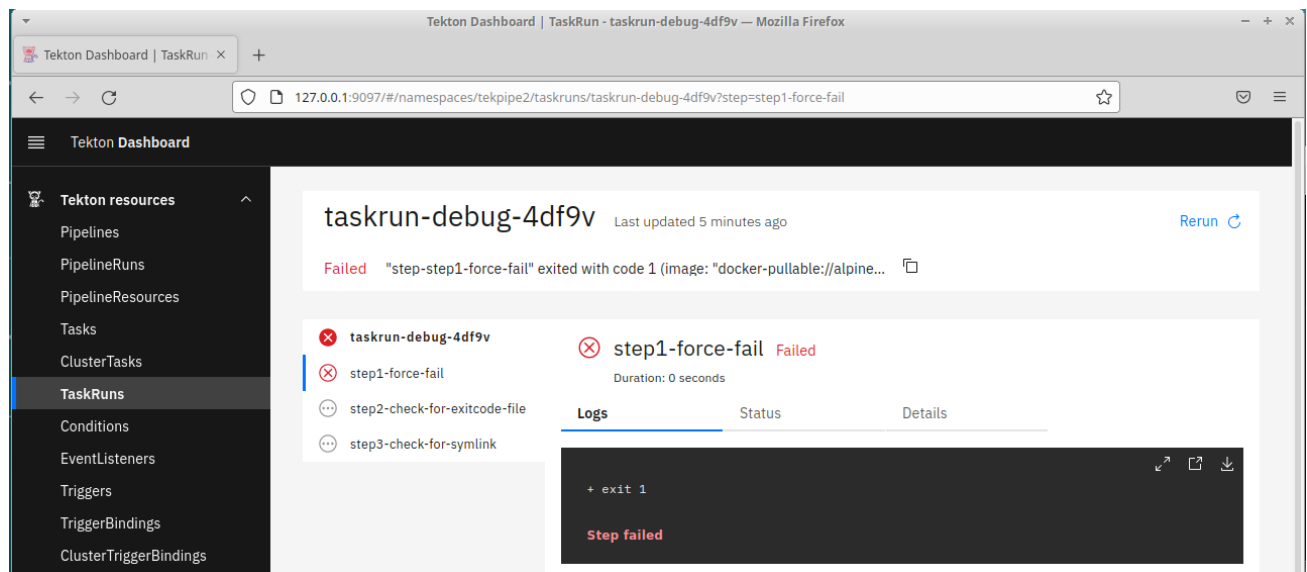 Tekton Dashboard | TaskRun - taskrun-debug-4df9v — Mozilla Firefox
Tekton Dashboard | TaskRun
127.0.0.1:9097/#/namespaces/tekpipe2/taskruns/taskrun-debug-4df9v?step=step1-force-fail
Tekton Dashboard
Tekton resources
Pipelines
PipelineRuns
PipelineResources
Tasks
ClusterTasks
TaskRuns
Conditions
EventListeners
Triggers
TriggerBindings
ClusterTriggerBindings
taskrun-debug-4df9v Last updated 5 minutes ago Rerun
Failed "step-step1-force-fail" exited with code 1 (image: "docker-pullable://alpine...
taskrun-debug-4df9v
step1-force-fail
step2-check-for-exitcode-file
step3-check-for-symlink
step1-force-fail Failed
Duration: 0 seconds
Logs Status Details
+ exit 1
Step failed